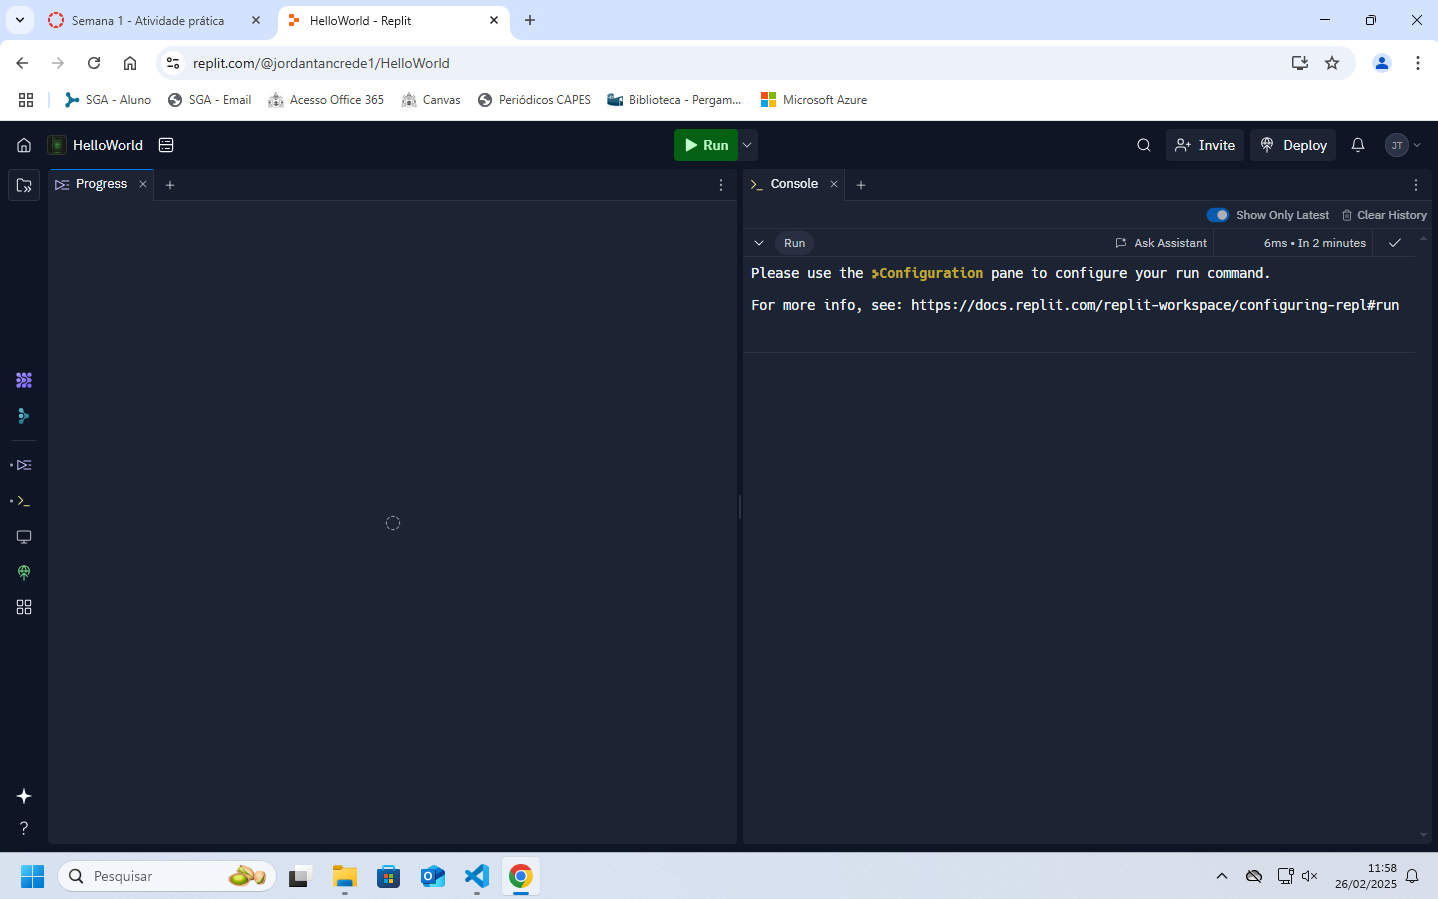 Semana 1 - Atividade prática
HelloWorld - Replit
replit.com/@jordantancrede1/HelloWorld
SGA - Aluno
SGA - Email
Acesso Office 365
Canvas
Periódicos CAPES
Biblioteca - Pergam...
Microsoft Azure
HelloWorld
Run
Invite
Deploy
JT
Progress
Console
Show Only Latest
Clear History
Run
Ask Assistant
6ms • In 2 minutes
Please use the Configuration pane to configure your run command.
For more info, see: https://docs.replit.com/replit-workspace/configuring-repl#run
?
Pesquisar
11:58
26/02/2025